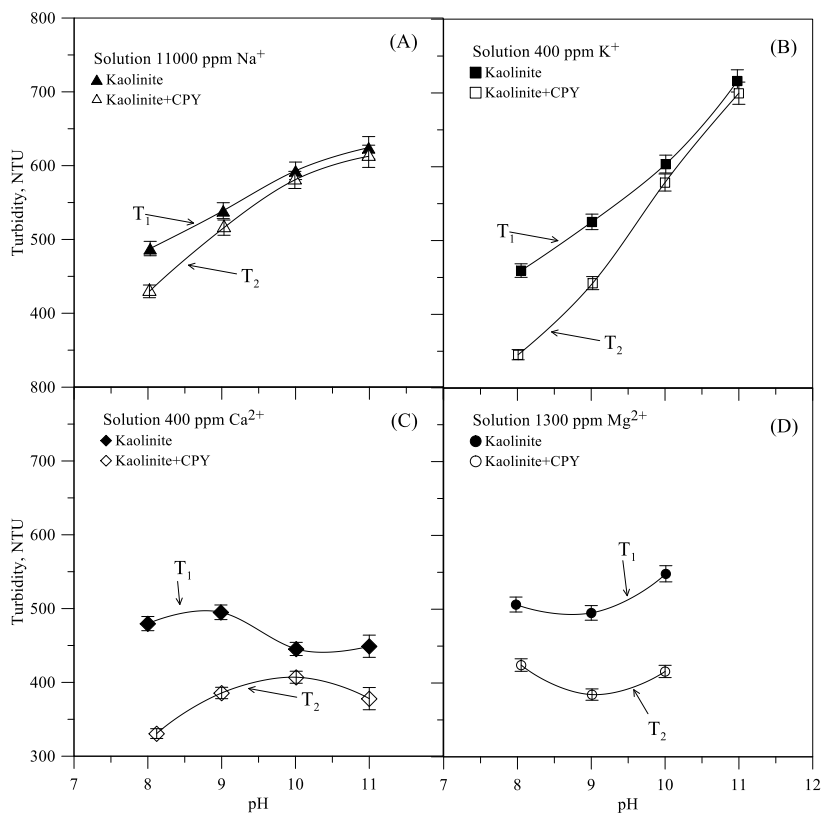 800
700
600
500
400
Turbidity, NTU
(A)
Solution 11000 ppm Na+
Kaolinite
Kaolinite+CPY
T1
T2
(B)
Solution 400 ppm K+
Kaolinite
Kaolinite+CPY
T1
T2
800
700
600
500
400
300
Turbidity, NTU
Solution 400 ppm Ca2+
(C)
Kaolinite
Kaolinite+CPY
T1
T2
7 8 9 10 11
pH
Solution 1300 ppm Mg2+
(D)
Kaolinite
Kaolinite+CPY
T1
T2
7 8 9 10 11 12
pH